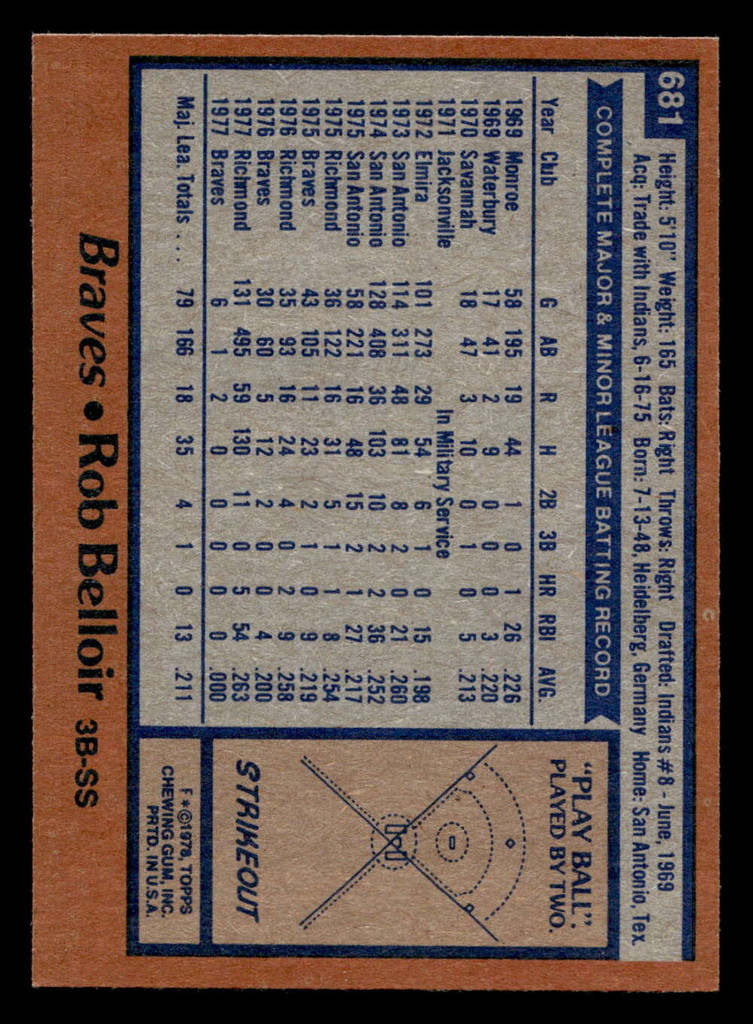 681
Height: 5'10" Weight: 165 Bats: Right Throws: Right Drafted: Indians #8 - June, 1969
Acq: Trade with Indians, 6-16-75 Born: 7-13-48, Heidelberg, Germany Home: San Antonio, Tex.
COMPLETE MAJOR & MINOR LEAGUE BATTING RECORD
Year Club G AB R H 2B 3B HR RBI AVG.
1969 Monroe 58 195 19 44 1 0 1 26 .226
1969 Waterbury 17 41 2 9 0 0 0 3 .220
1970 Savannah 18 47 3 10 0 1 0 5 .213
1971 Jacksonville In Military Service
1972 Elmira 101 273 29 54 6 1 0 15 .198
1973 San Antonio 114 311 48 81 8 2 0 21 .260
1974 San Antonio 128 408 36 103 10 2 2 36 .252
1975 San Antonio 58 221 16 48 15 2 1 27 .217
1975 Richmond 36 122 16 31 5 1 1 8 .254
1975 Braves 43 105 11 23 2 1 0 9 .219
1976 Richmond 35 93 16 24 4 0 2 9 .258
1976 Braves 30 60 5 12 2 0 0 4 .200
1977 Richmond 131 495 59 130 11 0 5 54 .263
1977 Braves 6 1 2 0 0 0 0 0 .000
Maj. Lea. Totals . . . 79 166 18 35 4 1 0 13 .211
"PLAY BALL".
PLAYED BY TWO.
STRIKEOUT
F * © 1978, TOPPS
CHEWING GUM, INC.
PRTD. IN U.S.A.
Braves • Rob Belloir 3B-SS